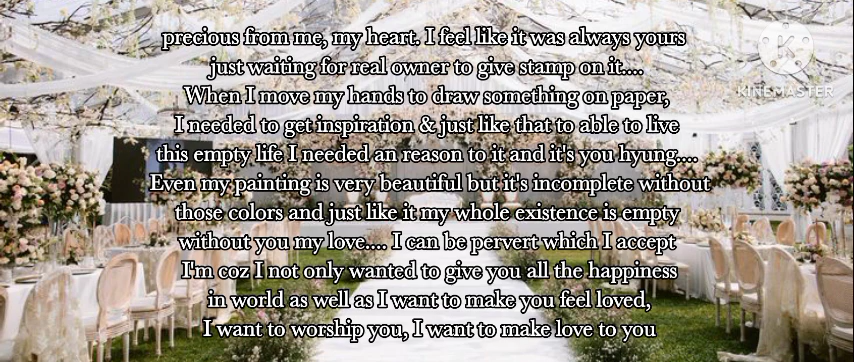 precious from me, my heart. I feel like it was always yours
just waiting for real owner to give stamp on it....
When I move my hands to draw something on paper,
KINEMASTER
I needed to get inspiration & just like that to able to live
this empty life I needed an reason to it and it's you hyung....
Even my painting is very beautiful but it's incomplete without
those colors and just like it my whole existence is empty
without you my love.... I can be pervert which I accept
I'm coz I not only wanted to give you all the happiness
in world as well as I want to make you feel loved,
I want to worship you, I want to make love to you